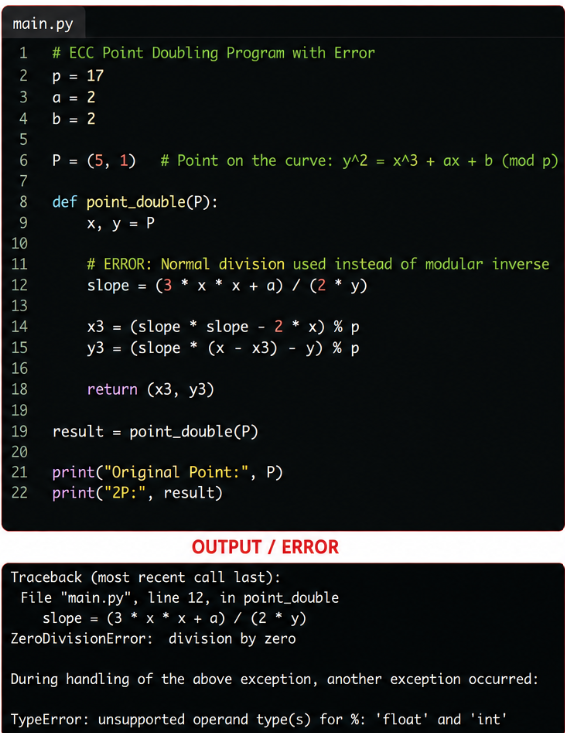 main.py
1 # ECC Point Doubling Program with Error
2 p = 17
3 a = 2
4 b = 2
5
6 P = (5, 1)   # Point on the curve: y^2 = x^3 + ax + b (mod p)
7
8 def point_double(P):
9     x, y = P
10
11     # ERROR: Normal division used instead of modular inverse
12     slope = (3 * x * x + a) / (2 * y)
13
14     x3 = (slope * slope - 2 * x) % p
15     y3 = (slope * (x - x3) - y) % p
16
18     return (x3, y3)
19
19 result = point_double(P)
20
21 print("Original Point:", P)
22 print("2P:", result)
OUTPUT / ERROR
Traceback (most recent call last):
 File "main.py", line 12, in point_double
    slope = (3 * x * x + a) / (2 * y)
ZeroDivisionError:  division by zero
During handling of the above exception, another exception occurred:
TypeError: unsupported operand type(s) for %: 'float' and 'int'